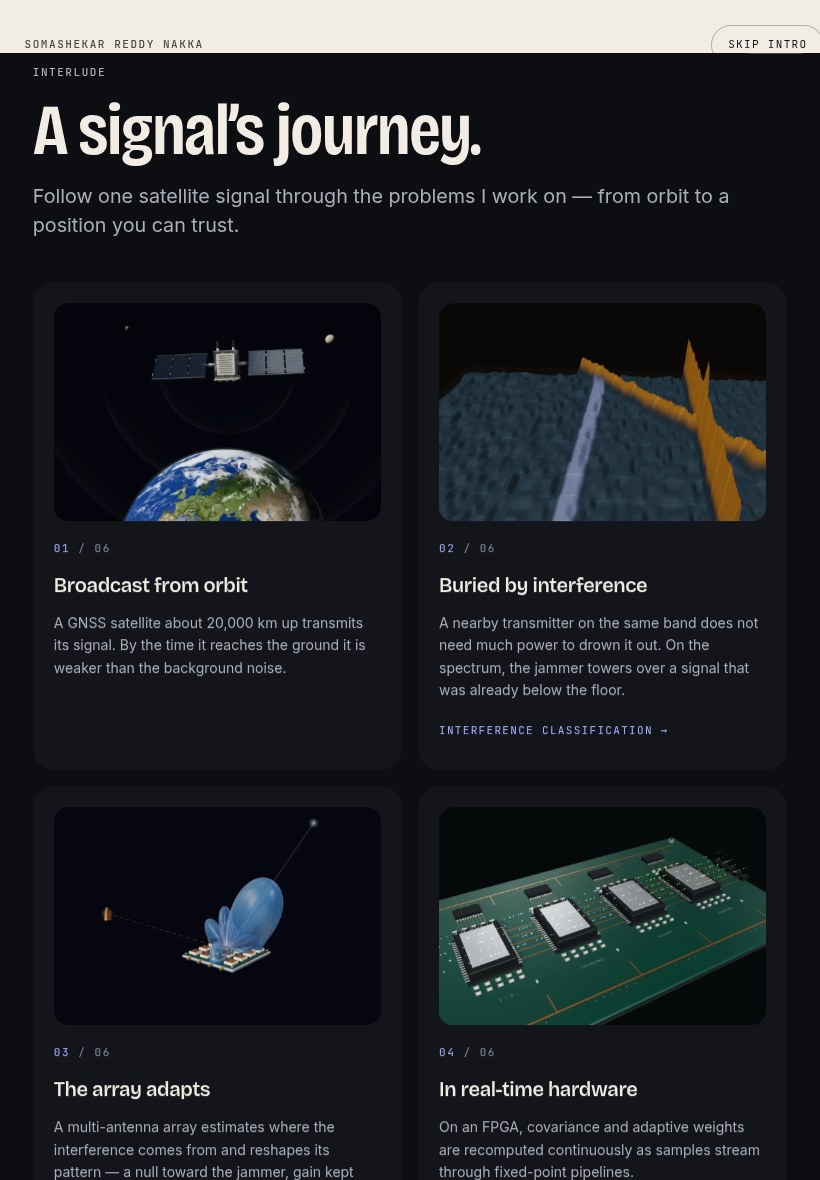 SOMASHEKAR REDDY NAKKA
SKIP INTRO
INTERLUDE
A signal's journey.
Follow one satellite signal through the problems I work on — from orbit to a
position you can trust.
01 / 06
Broadcast from orbit
A GNSS satellite about 20,000 km up transmits
its signal. By the time it reaches the ground it is
weaker than the background noise.
02 / 06
Buried by interference
A nearby transmitter on the same band does not
need much power to drown it out. On the
spectrum, the jammer towers over a signal that
was already below the floor.
INTERFERENCE CLASSIFICATION →
03 / 06
The array adapts
A multi-antenna array estimates where the
interference comes from and reshapes its
pattern — a null toward the jammer, gain kept
04 / 06
In real-time hardware
On an FPGA, covariance and adaptive weights
are recomputed continuously as samples stream
through fixed-point pipelines.